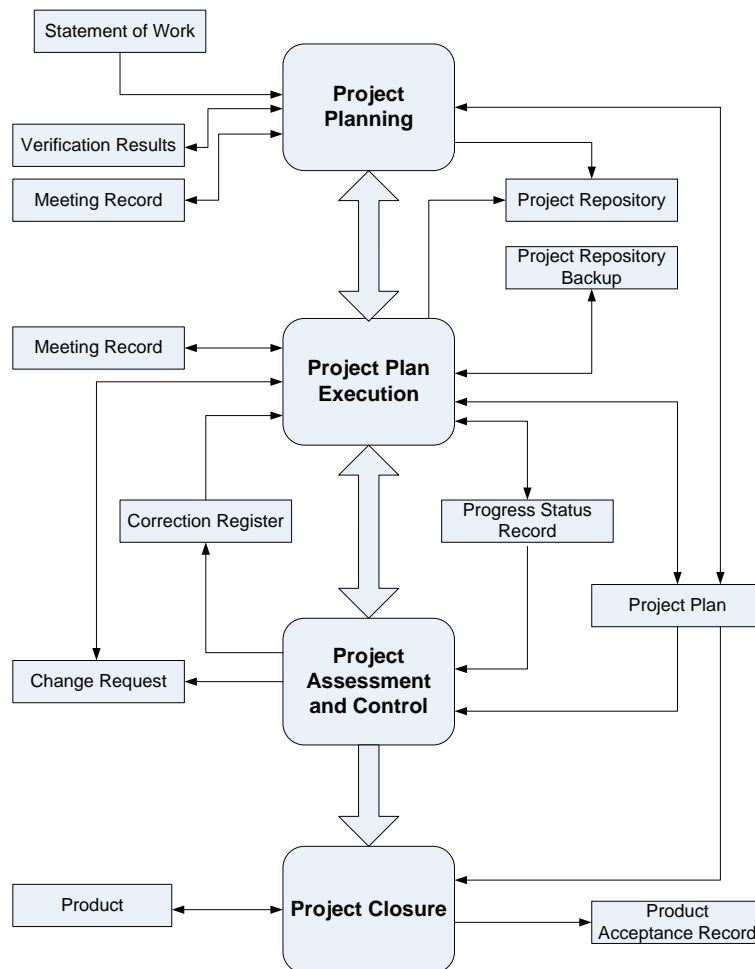 Statement of Work
Project
Planning
Verification Results
Meeting Record
Project Repository
Project Repository
Backup
Meeting Record
Project Plan
Execution
Correction Register
Progress Status
Record
Project Plan
Project
Assessment
and Control
Change Request
Project Closure
Product
Product
Acceptance Record